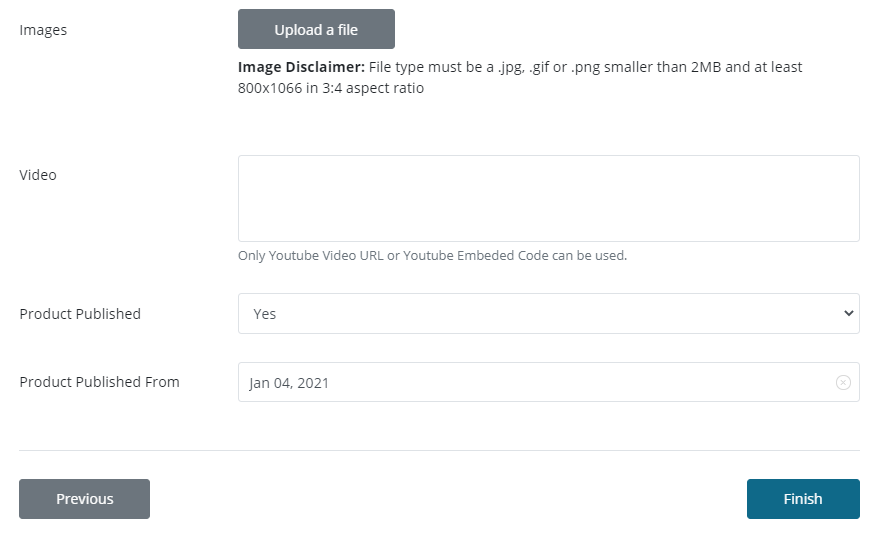 Images
Upload a file
Image Disclaimer: File type must be a .jpg, .gif or .png smaller than 2MB and at least
800x1066 in 3:4 aspect ratio
Video
Only Youtube Video URL or Youtube Embeded Code can be used.
Product Published
Yes
Product Published From
Jan 04, 2021
Previous
Finish